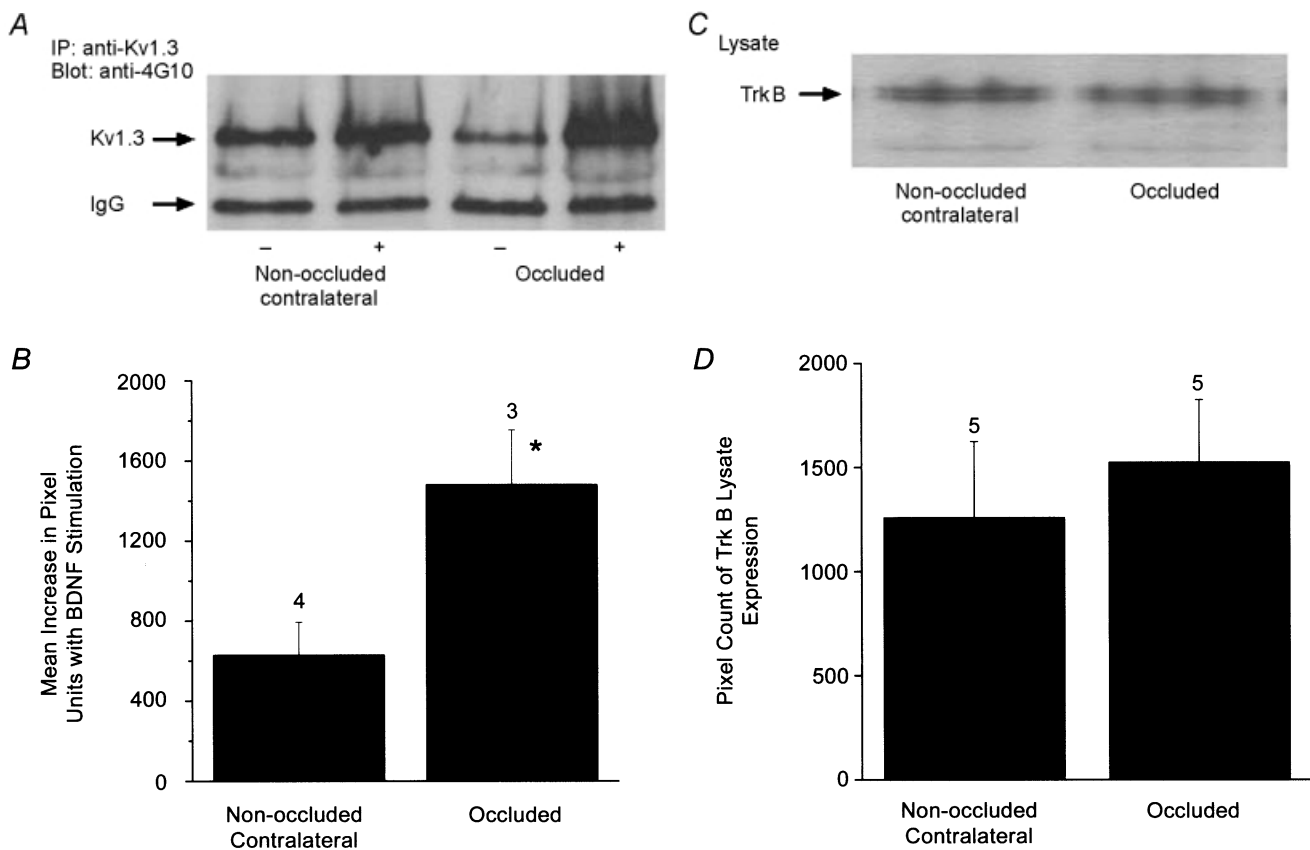 A
IP: anti-Kv1.3
Blot: anti-4G10
Kv1.3
IgG
– + – +
Non-occluded
contralateral
Occluded
C
Lysate
Trk B
Non-occluded
contralateral
Occluded
B
Mean Increase in Pixel
Units with BDNF Stimulation
2000
1600
1200
800
400
0
4
3
*
Non-occluded
Contralateral
Occluded
D
Pixel Count of Trk B Lysate
Expression
2000
1500
1000
500
0
5
5
Non-occluded
Contralateral
Occluded